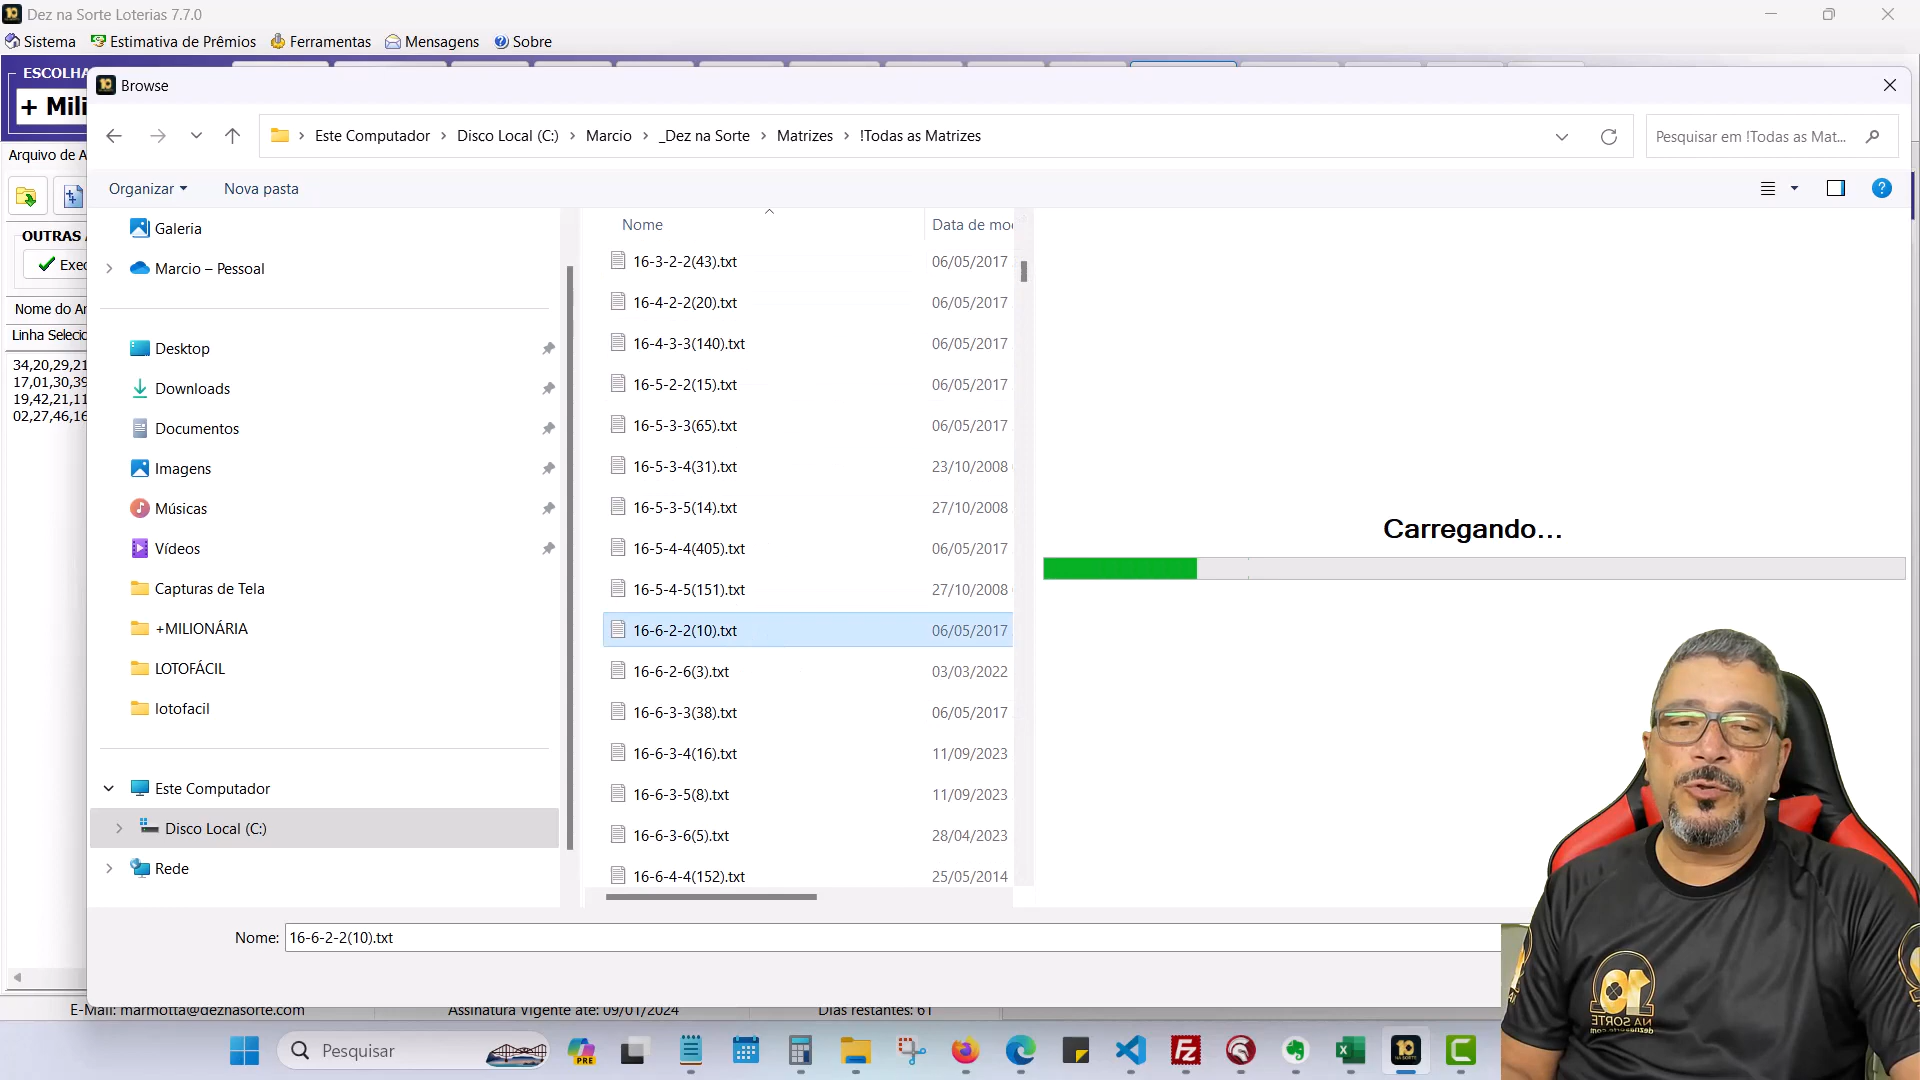 Dez na Sorte Loterias 7.7.0
Sistema Estimativa de Prêmios Ferramentas Mensagens Sobre
ESCOLHA
+ Mili
Browse
Este Computador Disco Local (C:) Marcio _Dez na Sorte Matrizes !Todas as Matrizes
Pesquisar em !Todas as Mat...
Arquivo de A
Organizar Nova pasta
OUTRAS
Exec
Nome do Ar
Linha Selecio
34,20,29,21
17,01,30,39
19,42,21,11
02,27,46,16
Galeria
Marcio – Pessoal
Desktop
Downloads
Documentos
Imagens
Músicas
Vídeos
Capturas de Tela
+MILIONÁRIA
LOTOFÁCIL
lotofacil
Este Computador
Disco Local (C:)
Rede
Nome Data de mo
16-3-2-2(43).txt 06/05/2017
16-4-2-2(20).txt 06/05/2017
16-4-3-3(140).txt 06/05/2017
16-5-2-2(15).txt 06/05/2017
16-5-3-3(65).txt 06/05/2017
16-5-3-4(31).txt 23/10/2008
16-5-3-5(14).txt 27/10/2008
16-5-4-4(405).txt 06/05/2017
16-5-4-5(151).txt 27/10/2008
16-6-2-2(10).txt 06/05/2017
16-6-2-6(3).txt 03/03/2022
16-6-3-3(38).txt 06/05/2017
16-6-3-4(16).txt 11/09/2023
16-6-3-5(8).txt 11/09/2023
16-6-3-6(5).txt 28/04/2023
16-6-4-4(152).txt 25/05/2014
Carregando...
Nome: 16-6-2-2(10).txt
E-Mail: marmotta@deznasorte.com Assinatura Vigente até: 09/01/2024 Dias restantes: 61
Pesquisar
PRE
10
NA SORTE